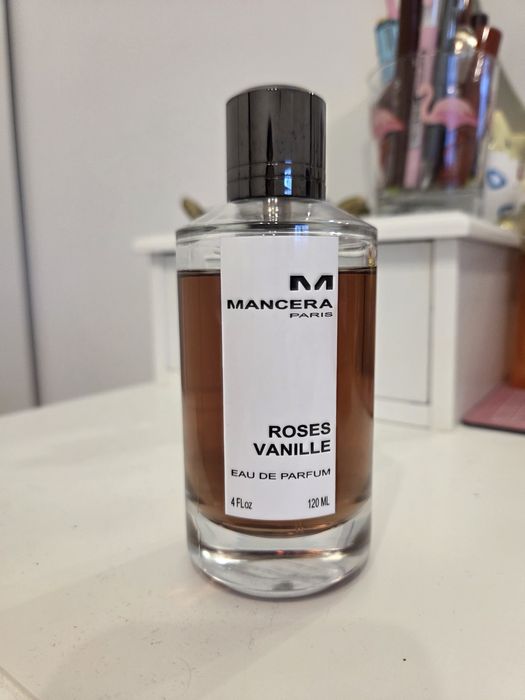 M
MANCERA
PARIS
ROSES
VANILLE
EAU DE PARFUM
4 FL oz 120 ML